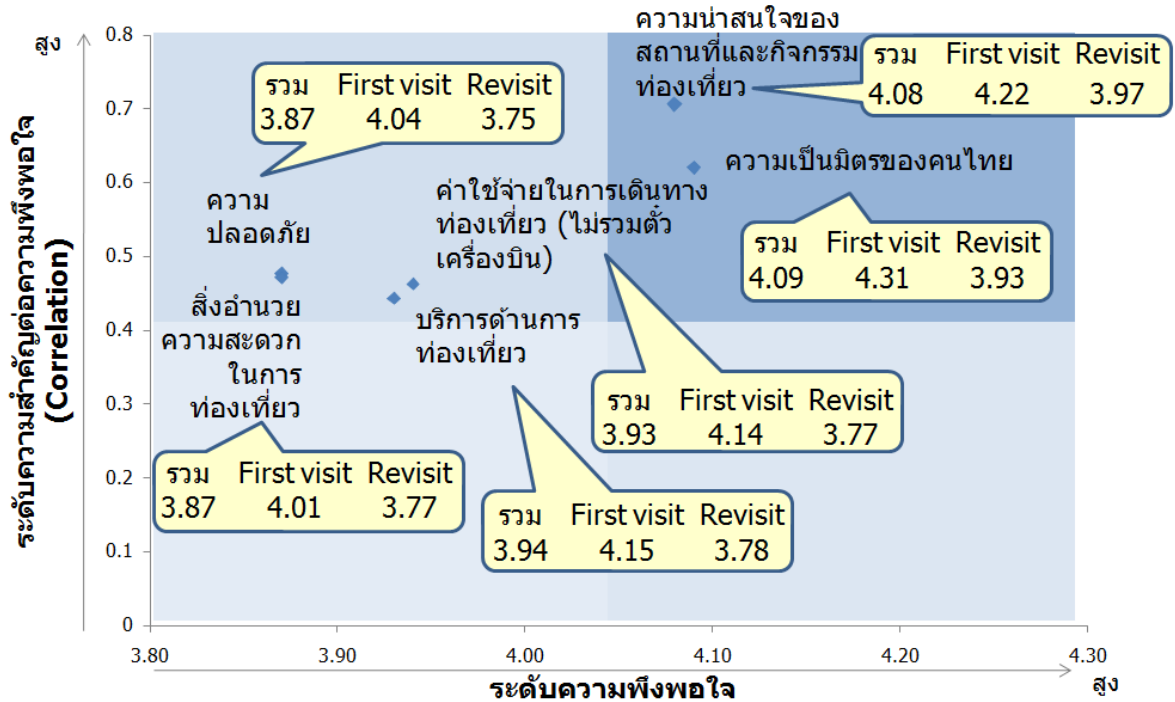 สูง
ระดับความสำคัญต่อความพึงพอใจ
(Correlation)
0.8
0.7
0.6
0.5
0.4
0.3
0.2
0.1
0
ความน่าสนใจของ
สถานที่และกิจกรรม
ท่องเที่ยว
รวม First visit Revisit
4.08 4.22 3.97
รวม First visit Revisit
3.87 4.04 3.75
ความ
ปลอดภัย
ความเป็นมิตรของคนไทย
รวม First visit Revisit
4.09 4.31 3.93
ค่าใช้จ่ายในการเดินทาง
ท่องเที่ยว (ไม่รวมตั๋ว
เครื่องบิน)
รวม First visit Revisit
3.93 4.14 3.77
สิ่งอำนวย
ความสะดวก
ในการ
ท่องเที่ยว
รวม First visit Revisit
3.87 4.01 3.77
บริการด้านการ
ท่องเที่ยว
รวม First visit Revisit
3.94 4.15 3.78
3.80 3.90 4.00 4.10 4.20 4.30
ระดับความพึงพอใจ
สูง